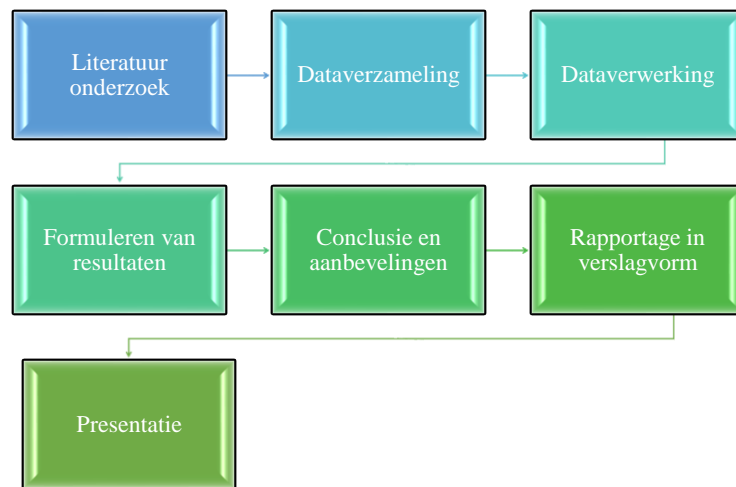 Literatuur
onderzoek
Dataverzameling
Dataverwerking
Formuleren van
resultaten
Conclusie en
aanbevelingen
Rapportage in
verslagvorm
Presentatie